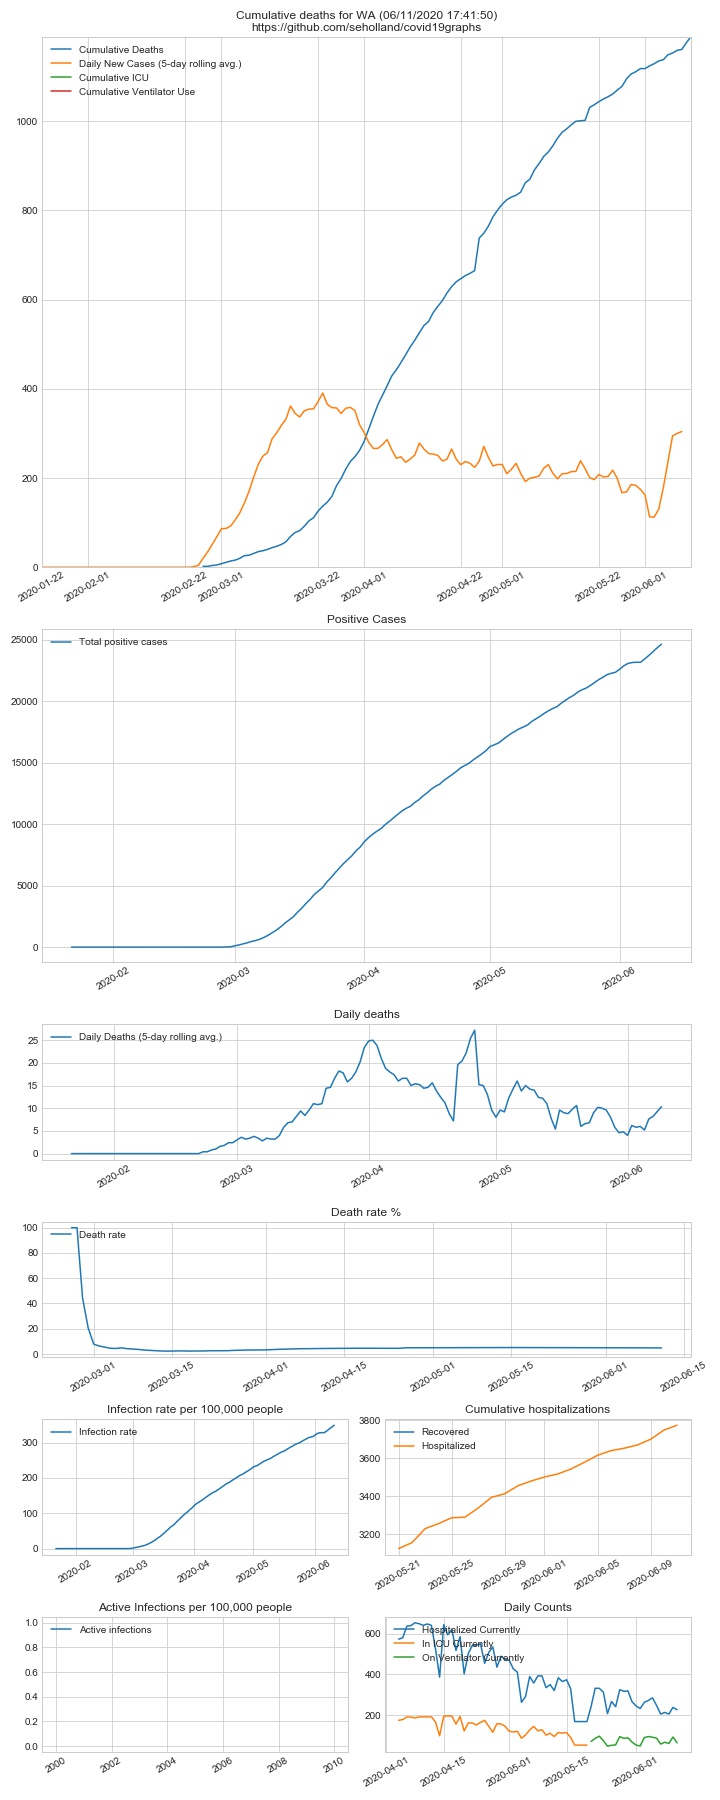 Cumulative deaths for WA (06/11/2020 17:41:50)
https://github.com/seholland/covid19graphs
Cumulative Deaths
Daily New Cases (5-day rolling avg.)
Cumulative ICU
Cumulative Ventilator Use
1000
800
600
400
200
0
2020-01-22 2020-02-01 2020-02-22 2020-03-01 2020-03-22 2020-04-01 2020-04-22 2020-05-01 2020-05-22 2020-06-01
Positive Cases
Total positive cases
25000
20000
15000
10000
5000
0
2020-02 2020-03 2020-04 2020-05 2020-06
Daily deaths
Daily Deaths (5-day rolling avg.)
25
20
15
10
5
0
2020-02 2020-03 2020-04 2020-05 2020-06
Death rate %
Death rate
100
80
60
40
20
0
2020-03-01 2020-03-15 2020-04-01 2020-04-15 2020-05-01 2020-05-15 2020-06-01 2020-06-15
Infection rate per 100,000 people
Infection rate
300
200
100
0
2020-02 2020-03 2020-04 2020-05 2020-06
Cumulative hospitalizations
Recovered
Hospitalized
3800
3600
3400
3200
2020-05-21 2020-05-25 2020-05-29 2020-06-01 2020-06-05 2020-06-09
Active Infections per 100,000 people
Active infections
1.0
0.8
0.6
0.4
0.2
0.0
2000 2002 2004 2006 2008 2010
Daily Counts
Hospitalized Currently
In ICU Currently
On Ventilator Currently
600
400
200
2020-04-01 2020-04-15 2020-05-01 2020-05-15 2020-06-01